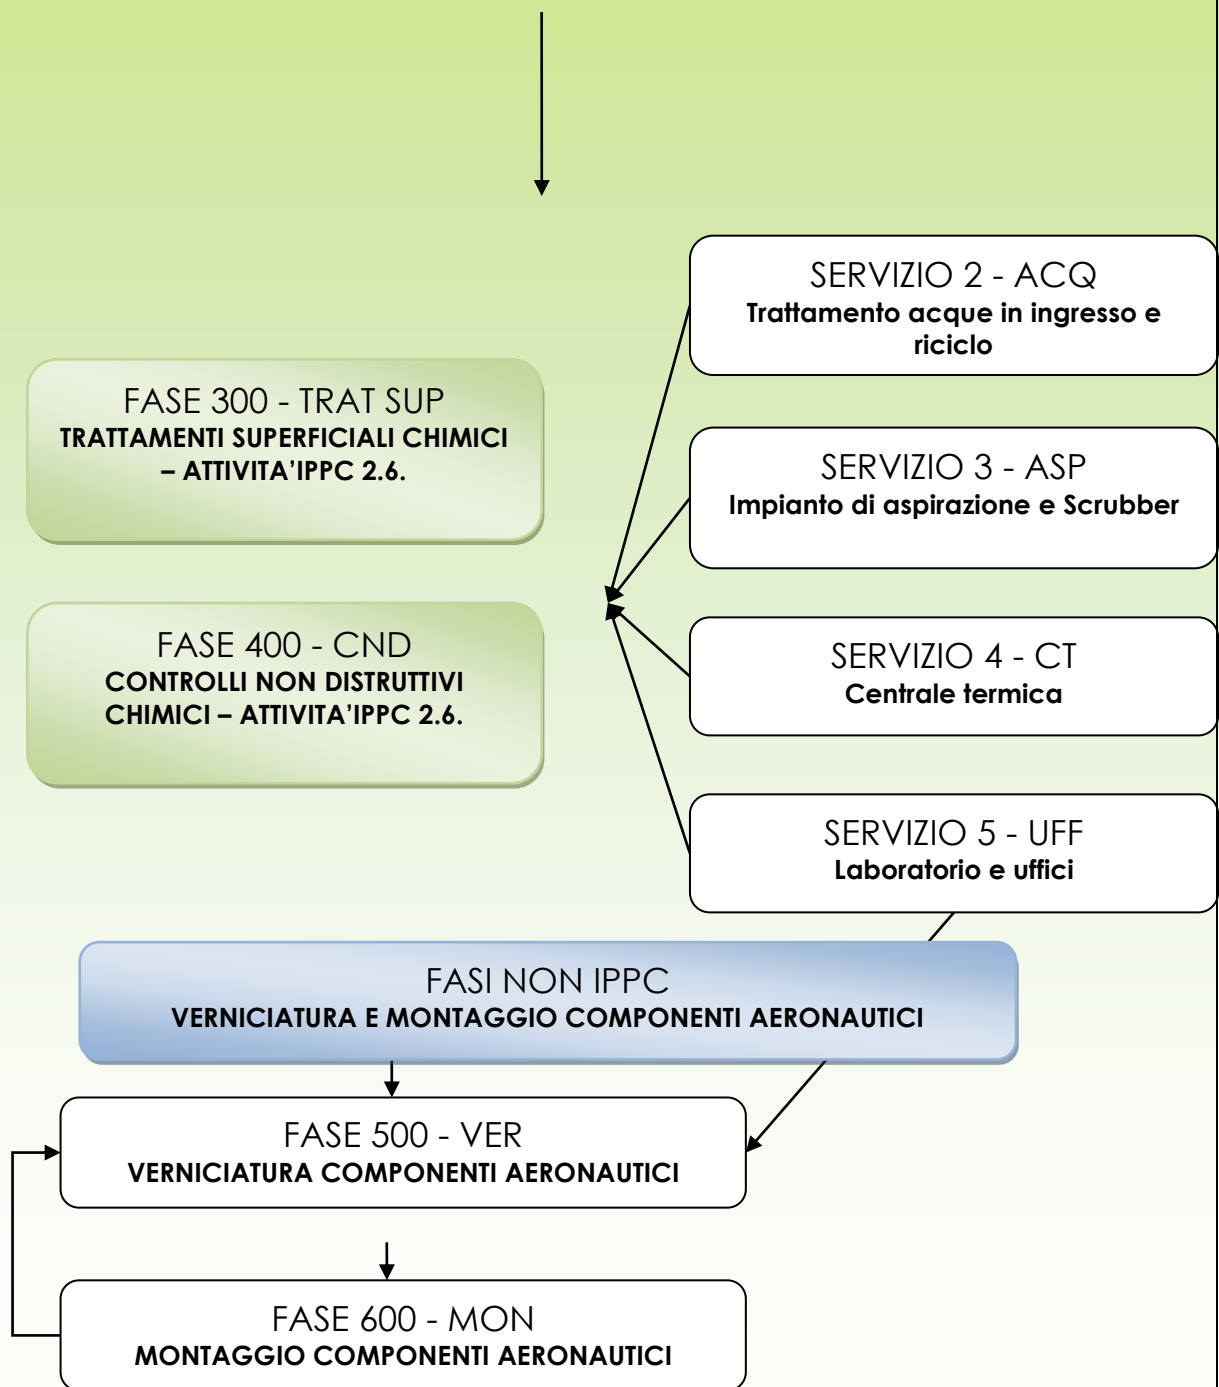 SERVIZIO 2 - ACQ
Trattamento acque in ingresso e
riciclo
FASE 300 - TRAT SUP
TRATTAMENTI SUPERFICIALI CHIMICI
– ATTIVITA’IPPC 2.6.
SERVIZIO 3 - ASP
Impianto di aspirazione e Scrubber
FASE 400 - CND
CONTROLLI NON DISTRUTTIVI
CHIMICI – ATTIVITA’IPPC 2.6.
SERVIZIO 4 - CT
Centrale termica
SERVIZIO 5 - UFF
Laboratorio e uffici
FASI NON IPPC
VERNICIATURA E MONTAGGIO COMPONENTI AERONAUTICI
FASE 500 - VER
VERNICIATURA COMPONENTI AERONAUTICI
FASE 600 - MON
MONTAGGIO COMPONENTI AERONAUTICI